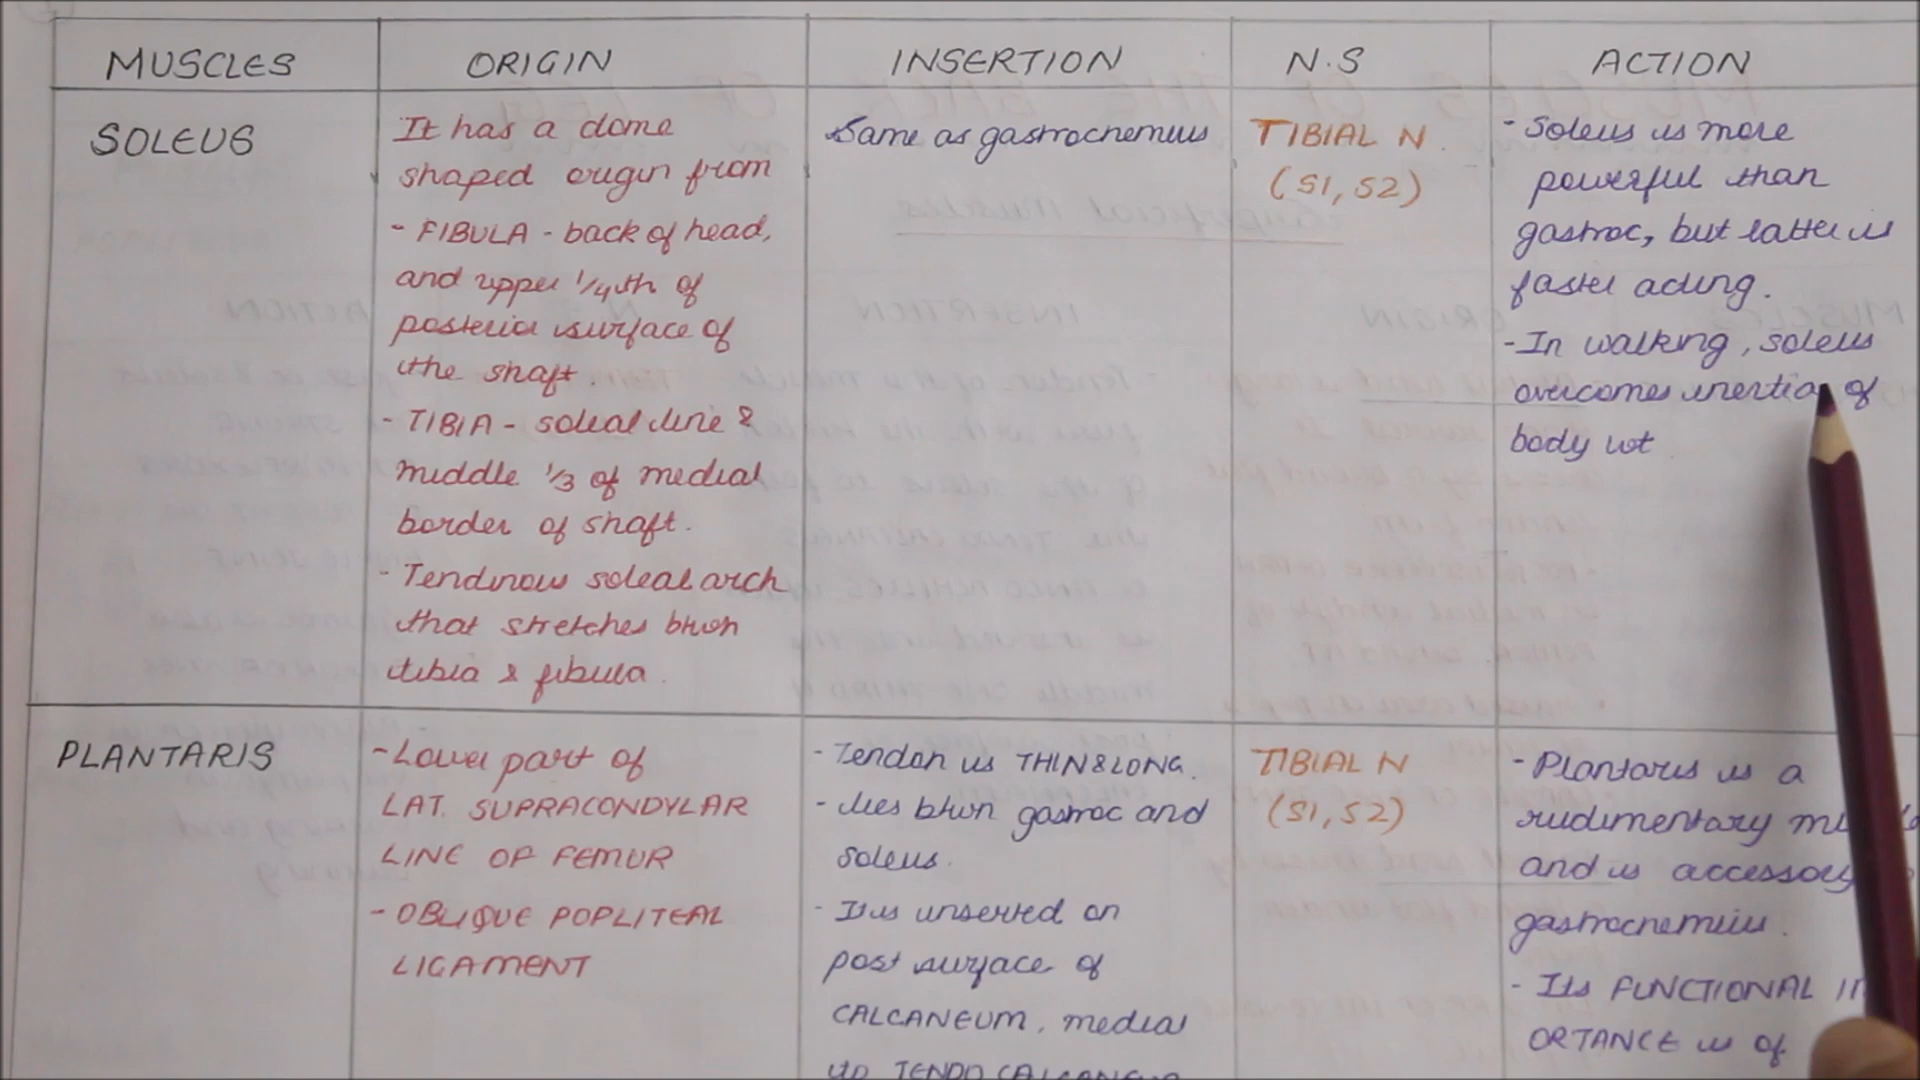 MUSCLES ORIGIN INSERTION N.S ACTION
SOLEUS
It has a dome
shaped origin from
- FIBULA - back of head,
and upper 1/4th of
posterior surface of
the shaft.
- TIBIA - soleal line &
middle 1/3 of medial
border of shaft.
- Tendinous soleal arch
that stretches btwn
tibia & fibula.
Same as gastrocnemius
TIBIAL N.
(S1, S2)
- Soleus is more
powerful than
gastroc, but latter is
faster acting.
- In walking, soleus
overcomes inertia of
body wt
PLANTARIS
- Lower part of
LAT. SUPRACONDYLAR
LINE OF FEMUR
- OBLIQUE POPLITEAL
LIGAMENT
- Tendon is THIN & LONG.
- lies btwn gastroc and
soleus.
- It is inserted on
post surface of
CALCANEUM, medial
to TENDO CALCANEUS
TIBIAL N
(S1, S2)
- Plantaris is a
rudimentary
and is accessory
gastrocnemius.
- Its FUNCTIONAL
ORTANCE is of